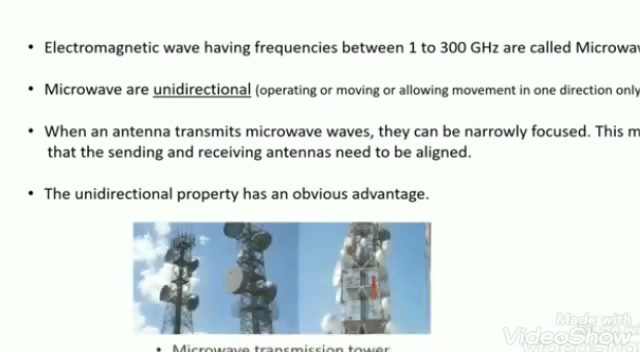 • Electromagnetic wave having frequencies between 1 to 300 GHz are called
• Microwave are unidirectional (operating or moving or allowing movement in one direction only
• When an antenna transmits microwave waves, they can be narrowly focused. This
that the sending and receiving antennas need to be aligned.
• The unidirectional property has an obvious advantage.
• Microwave transmission tower
Made with
VideoShow